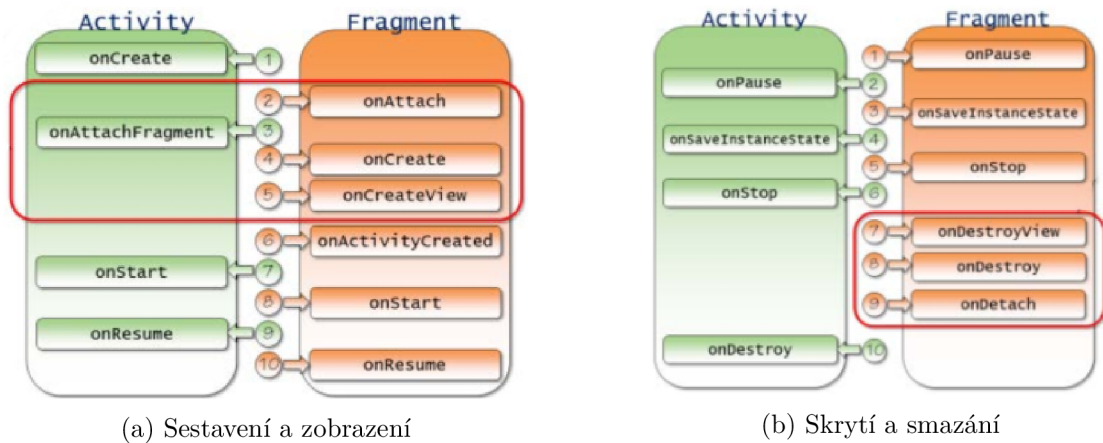 Activity Fragment
onCreate 1
2 onAttach
onAttachFragment 3
4 onCreate
5 onCreateView
6 onActivityCreated
onStart 7
8 onStart
onResume 9
10 onResume
(a) Sestavení a zobrazení
Activity Fragment
1 onPause
onPause 2
3 onSaveInstanceState
onSaveInstanceState 4
5 onStop
onStop 6
7 onDestroyView
8 onDestroy
9 onDetach
onDestroy 10
(b) Skrytí a smazání